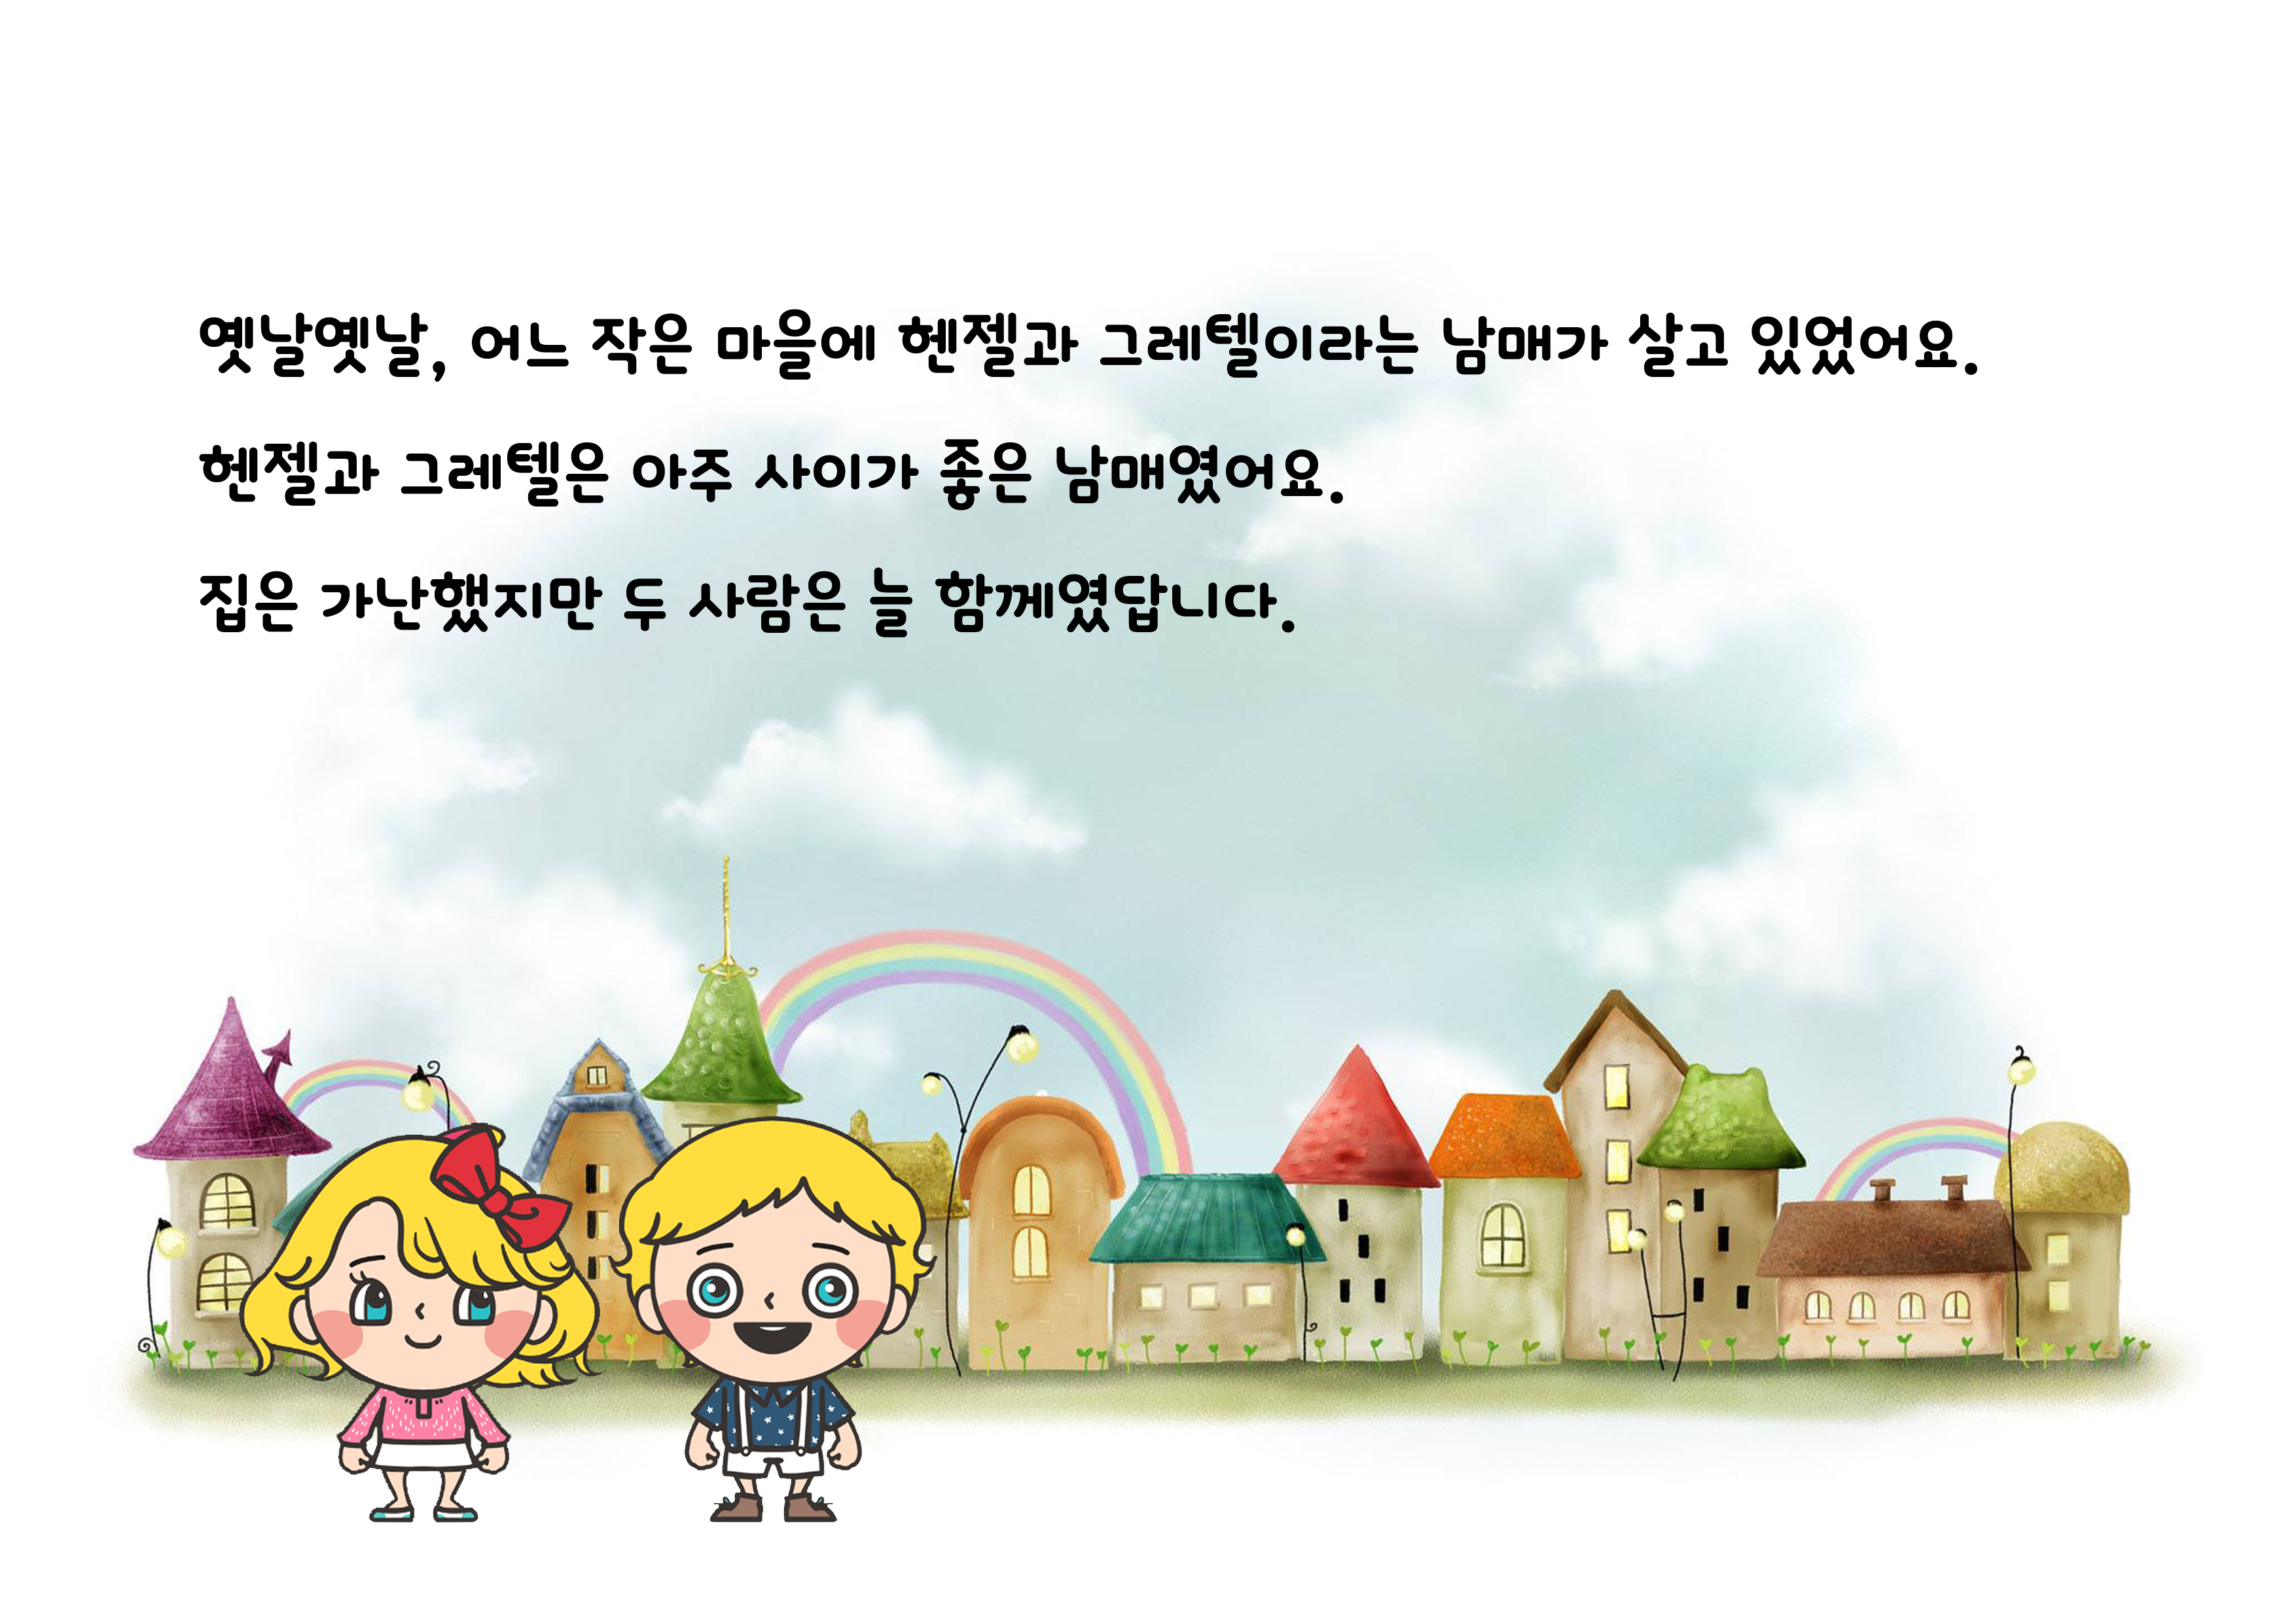 옛날옛날, 어느 작은 마을에 헨젤과 그레텔이라는 남매가 살고 있었어요.
헨젤과 그레텔은 아주 사이가 좋은 남매였어요.
집은 가난했지만 두 사람은 늘 함께였답니다.